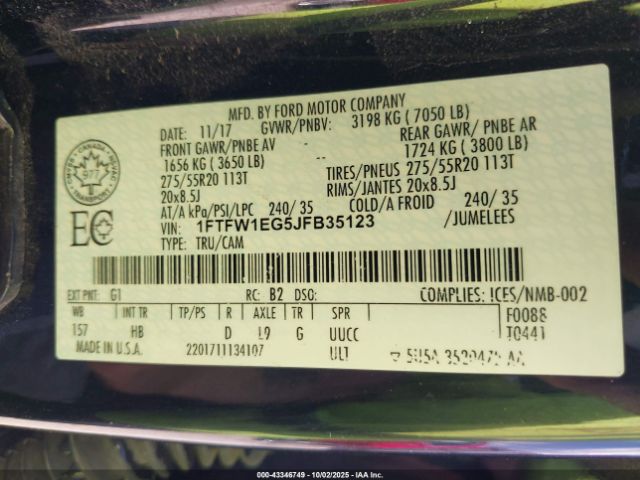 MFD. BY FORD MOTOR COMPANY
DATE: 11/17 GVWR/PNBV: 3198 KG ( 7050 LB)
FRONT GAWR/PNBE AV REAR GAWR/ PNBE AR
1656 KG ( 3650 LB) 1724 KG ( 3800 LB)
275/55R20 113T TIRES/PNEUS 275/55R20 113T
20x8.5J RIMS/JANTES 20x8.5J
AT/A kPa/PSI/LPC 240/ 35 COLD/A FROID 240/ 35
VIN: 1FTFW1EG5JFB35123 /JUMELEES
TYPE: TRU/CAM
CANADA
977
TRANSPORT
EC
EXT PNT: G1 RC: B2 DSO: COMPLIES: ICES/NMB-002
WB INT TR TP/PS R AXLE TR SPR F0088
157 HB D L9 G UUCC T0441
MADE IN U.S.A. 2201711134107 ULT
000-43346749 - 10/02/2025 - IAA Inc.